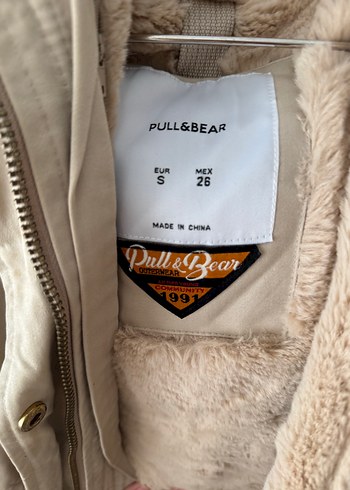 PULL&BEAR
EUR MEX
S 26
MADE IN CHINA
Pull & Bear
OUTERWEAR
COMMUNITY
1991